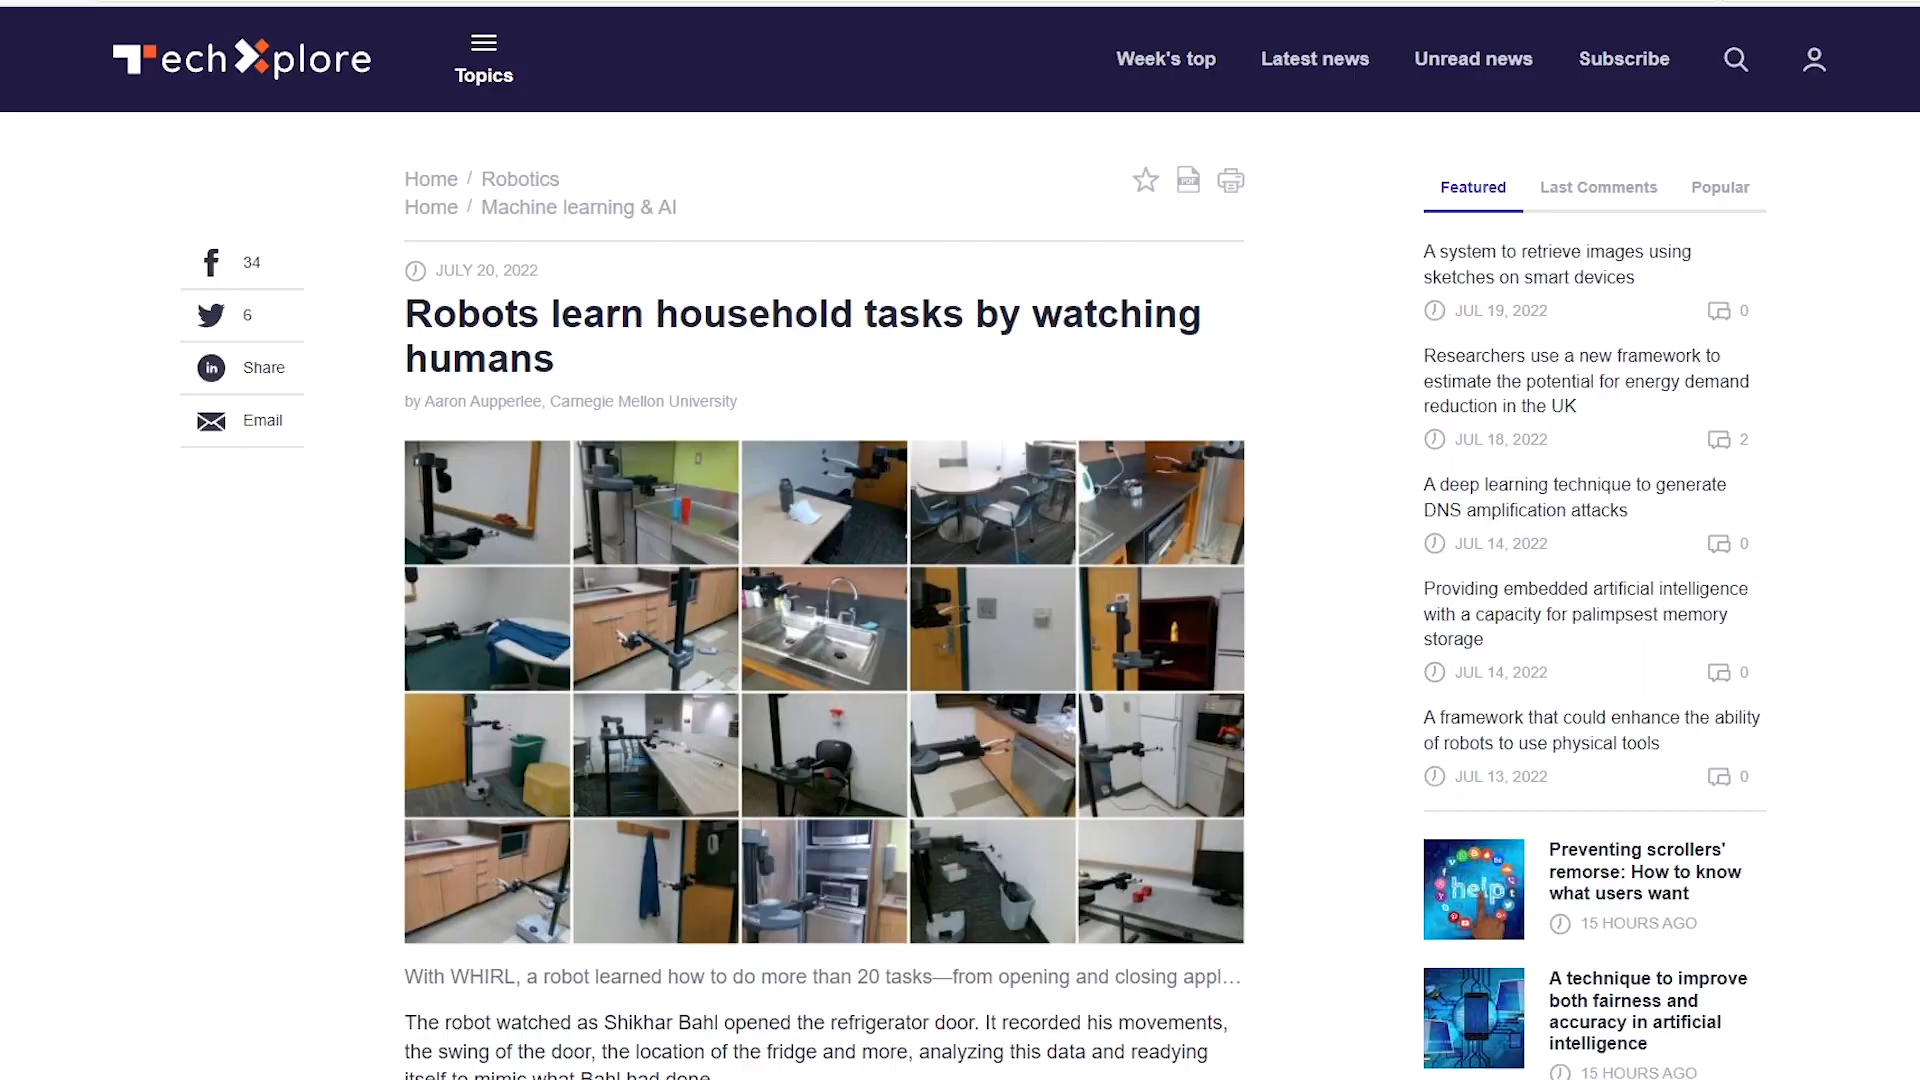 TechXplore
Topics
Week's top
Latest news
Unread news
Subscribe
Home / Robotics
Home / Machine learning & AI
PDF
34
6
in
Share
Email
JULY 20, 2022
Robots learn household tasks by watching
humans
by Aaron Aupperlee, Carnegie Mellon University
With WHIRL, a robot learned how to do more than 20 tasks—from opening and closing appl…
The robot watched as Shikhar Bahl opened the refrigerator door. It recorded his movements,
the swing of the door, the location of the fridge and more, analyzing this data and readying
itself to mimic what Bahl had done.
Featured
Last Comments
Popular
A system to retrieve images using
sketches on smart devices
JUL 19, 2022
0
Researchers use a new framework to
estimate the potential for energy demand
reduction in the UK
JUL 18, 2022
2
A deep learning technique to generate
DNS amplification attacks
JUL 14, 2022
0
Providing embedded artificial intelligence
with a capacity for palimpsest memory
storage
JUL 14, 2022
0
A framework that could enhance the ability
of robots to use physical tools
JUL 13, 2022
0
help
Preventing scrollers'
remorse: How to know
what users want
15 HOURS AGO
A technique to improve
both fairness and
accuracy in artificial
intelligence
15 HOURS AGO